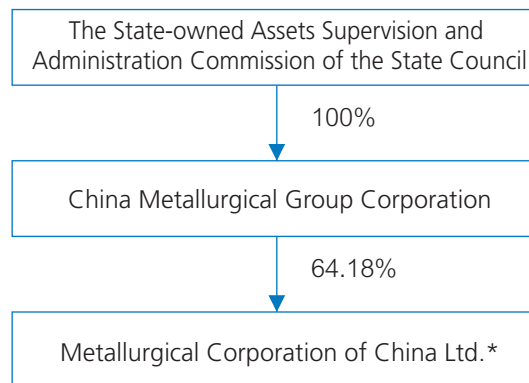 The State-owned Assets Supervision and
Administration Commission of the State Council
100%
China Metallurgical Group Corporation
64.18%
Metallurgical Corporation of China Ltd.*